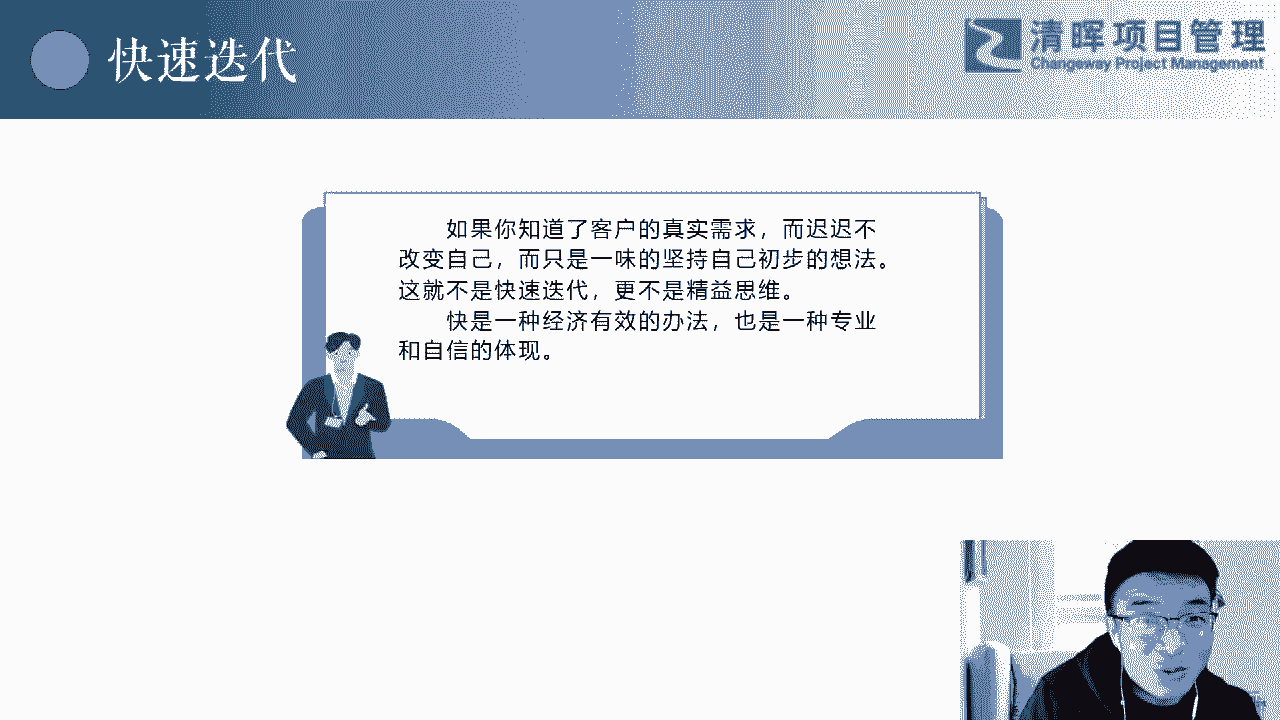 快速迭代
清晖项目管理
Changeway Project Management
如果你知道了客户的真实需求，而迟迟不
改变自己，而只是一味的坚持自己初步的想法。
这就不是快速迭代，更不是精益思维。
快是一种经济有效的办法，也是一种专业
和自信的体现。